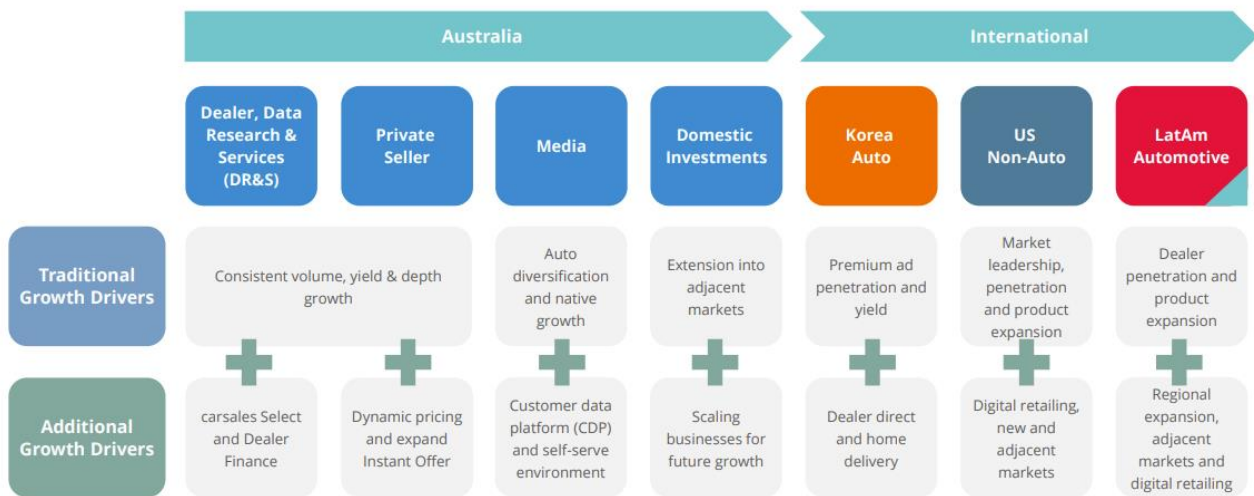 Australia
International
Dealer, Data
Research &
Services
(DR&S)
Private
Seller
Media
Domestic
Investments
Korea
Auto
US
Non-Auto
LatAm
Automotive
Traditional
Growth Drivers
Consistent volume, yield & depth
growth
Auto
diversification
and native
growth
Extension into
adjacent
markets
Premium ad
penetration and
yield
Market
leadership,
penetration
and product
expansion
Dealer
penetration and
product
expansion
Additional
Growth Drivers
carsales Select
and Dealer
Finance
Dynamic pricing
and expand
Instant Offer
Customer data
platform (CDP)
and self-serve
environment
Scaling
businesses for
future growth
Dealer direct
and home
delivery
Digital retailing,
new and
adjacent
markets
Regional
expansion,
adjacent
markets and
digital retailing